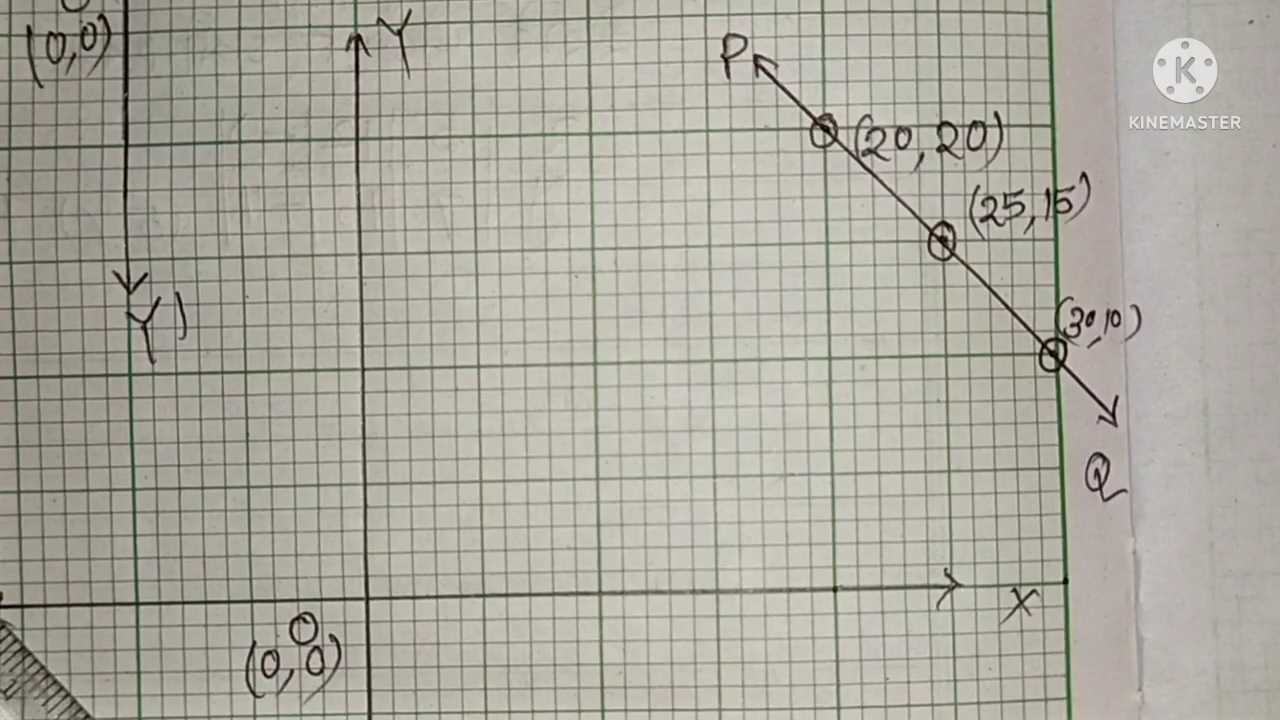 (0,0)
Y
P
K
KINEMASTER
(20,20)
(25,15)
Y'
(30,10)
Q
X
O
(0,0)